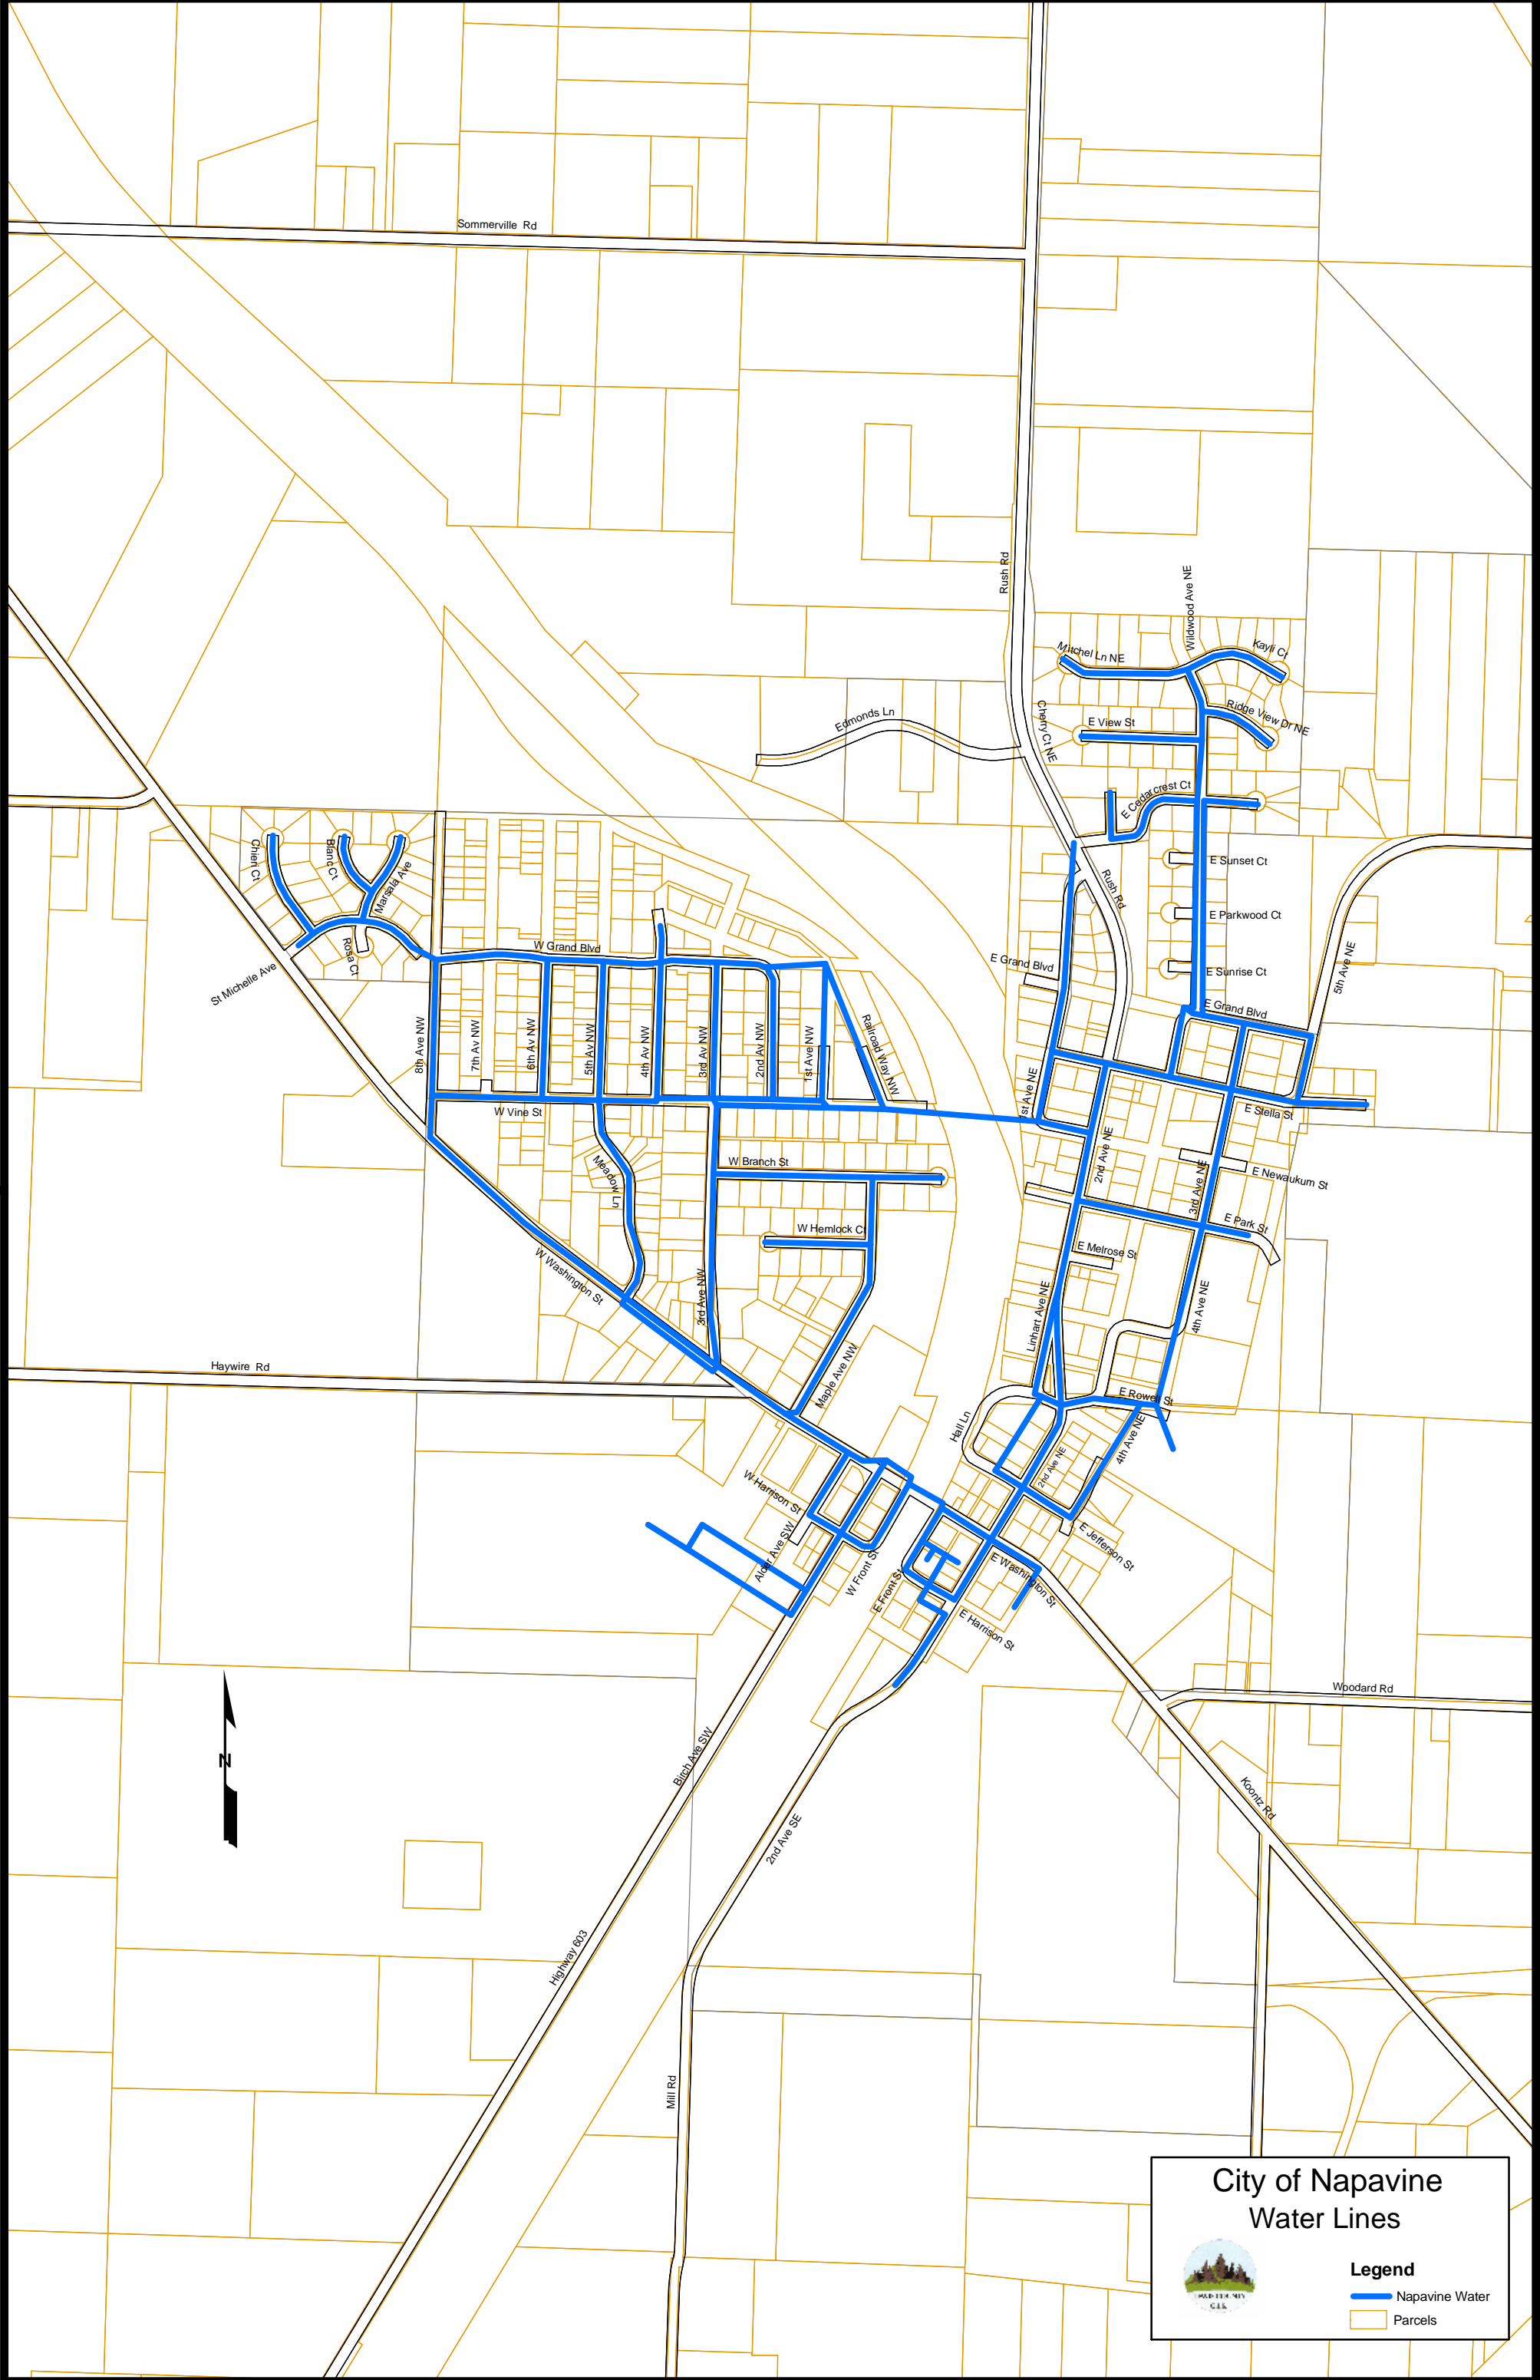 Sommerville Rd
Rush Rd
Wildwood Ave NE
Mitchel Ln NE
Kayli Ct
Cherry Ct NE
Ridge View Dr NE
Edmonds Ln
E View St
E Cedarcrest Ct
Cheri Ct
Blanc Ct
Marsala Ave
E Sunset Ct
Rush Rd
E Parkwood Ct
Rosa Ct
W Grand Blvd
E Grand Blvd
5th Ave NE
St Michelle Ave
E Sunrise Ct
E Grand Blvd
8th Ave NW
7th Av NW
6th Av NW
5th Av NW
4th Av NW
3rd Av NW
2nd Av NW
1st Ave NW
Railroad Way NW
1st Ave NE
W Vine St
E Stella St
2nd Ave NE
W Branch St
Meadow Ln
3rd Ave NE
E Newaukum St
W Hemlock Ct
E Park St
E Melrose St
W Washington St
3rd Ave NW
Linhart Ave NE
4th Ave NE
Haywire Rd
Maple Ave NW
E Rowell St
Hall Ln
4th Ave NE
2nd Ave NE
W Harrison St
Alder Ave SW
W Front St
E Jefferson St
E Washington St
E Front St
E Harrison St
Woodard Rd
N
Birch Ave SW
Koontz Rd
2nd Ave SE
Highway 603
Mill Rd
City of Napavine
Water Lines
Legend
Napavine Water
Parcels
G.I.S.